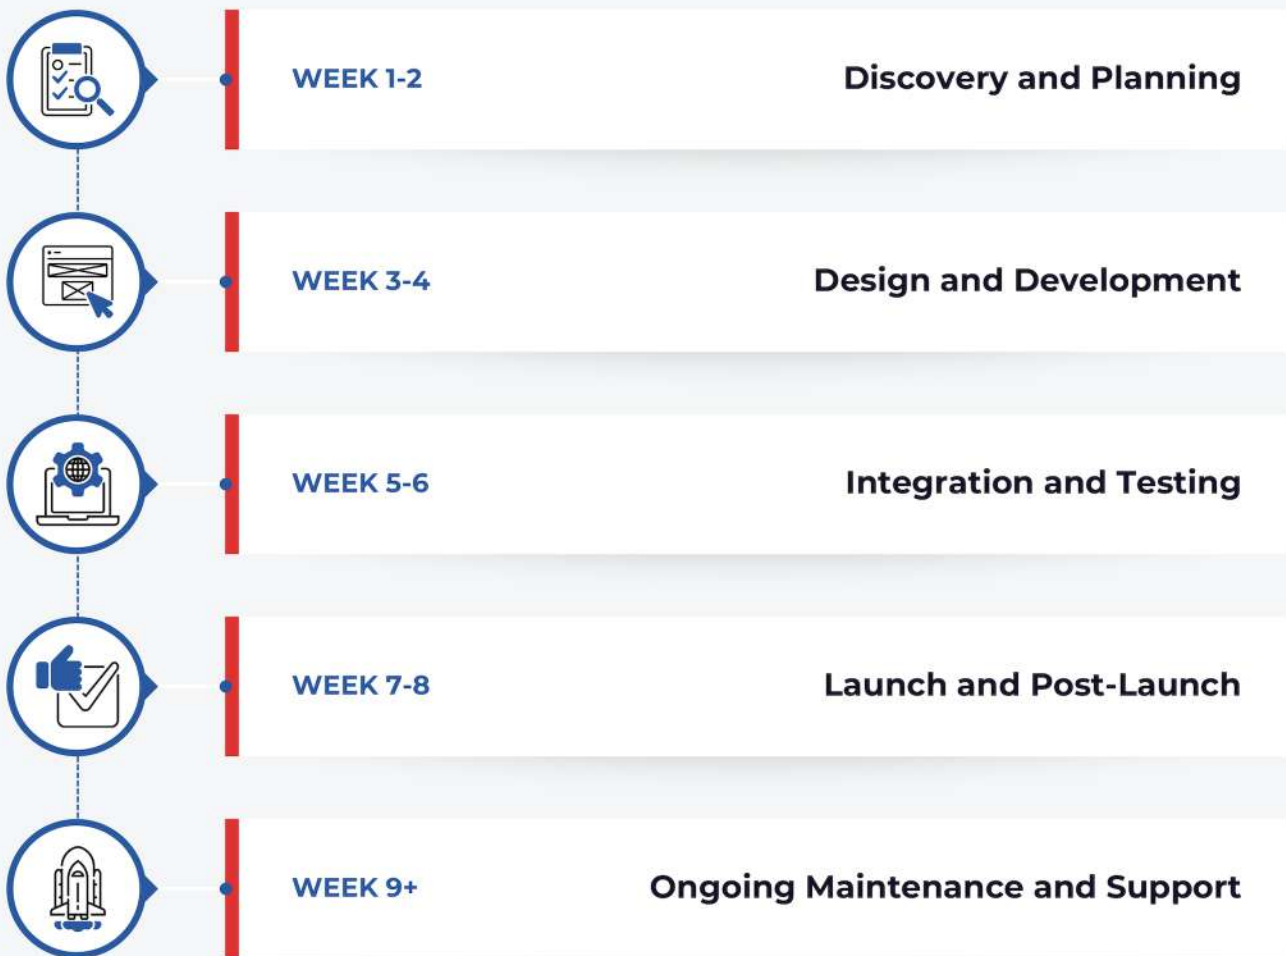 WEEK 1-2 Discovery and Planning
WEEK 3-4 Design and Development
WEEK 5-6 Integration and Testing
WEEK 7-8 Launch and Post-Launch
WEEK 9+ Ongoing Maintenance and Support